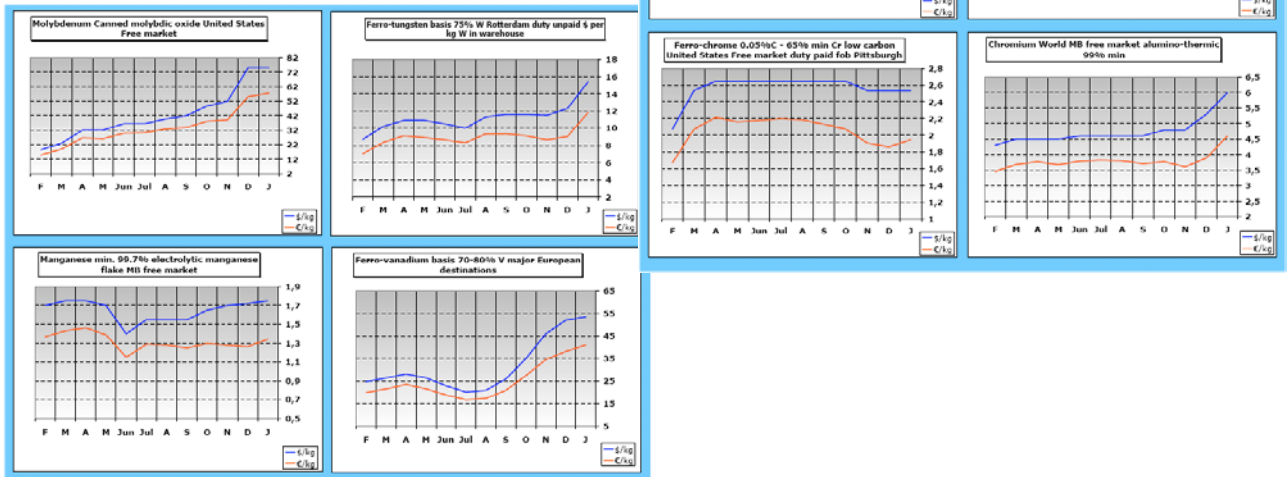 Molybdenum Canned molybdic oxide United States
Free market
82
72
62
52
42
32
22
12
2
F M A M Jun Jul A S O N D J
$/kg
€/kg
Ferro-tungsten basis 75% W Rotterdam duty unpaid $ per
kg W in warehouse
18
16
14
12
10
8
6
4
2
F M A M Jun Jul A S O N D J
$/kg
€/kg
€/kg
€/kg
Ferro-chrome 0.05%C - 65% min Cr low carbon
United States Free market duty paid fob Pittsburgh
2,8
2,6
2,4
2,2
2
1,8
1,6
1,4
1,2
1
F M A M Jun Jul A S O N D J
$/kg
€/kg
Chromium World MB free market alumino-thermic
99% min
6,5
6
5,5
5
4,5
4
3,5
3
2,5
2
F M A M Jun Jul A S O N D J
$/kg
€/kg
Manganese min. 99.7% electrolytic manganese
flake MB free market
1,9
1,7
1,5
1,3
1,1
0,9
0,7
0,5
F M A M Jun Jul A S O N D J
$/kg
€/kg
Ferro-vanadium basis 70-80% V major European
destinations
65
55
45
35
25
15
5
F M A M Jun Jul A S O N D J
$/kg
€/kg